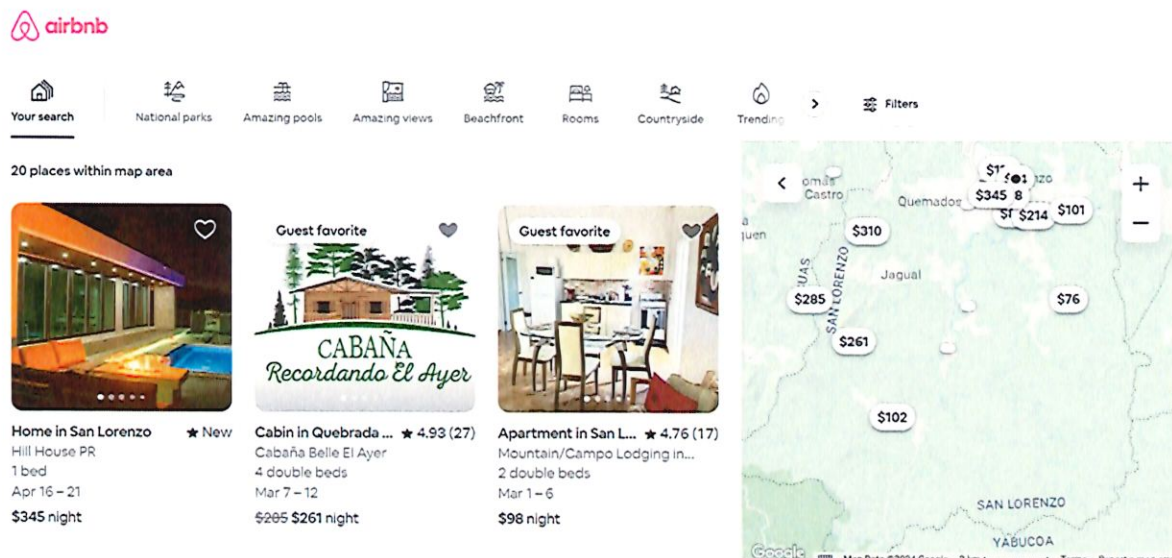 airbnb
Your search
National parks
Amazing pools
Amazing views
Beachfront
Rooms
Countryside
Trending
Filters
20 places within map area
Home in San Lorenzo ★ New
Hill House PR
1 bed
Apr 16 – 21
$345 night
Guest favorite
CABAÑA
Recordando El Ayer
Cabin in Quebrada ... ★ 4.93 (27)
Cabaña Belle El Ayer
4 double beds
Mar 7 – 12
$285 $261 night
Guest favorite
Apartment in San L... ★ 4.76 (17)
Mountain/Campo Lodging in...
2 double beds
Mar 1 – 6
$98 night
Castro
Quemados
$345 8
$214
$101
$310
Jagual
SAN LORENZO
$285
$76
$261
$102
SAN LORENZO
YABUCOA
Google